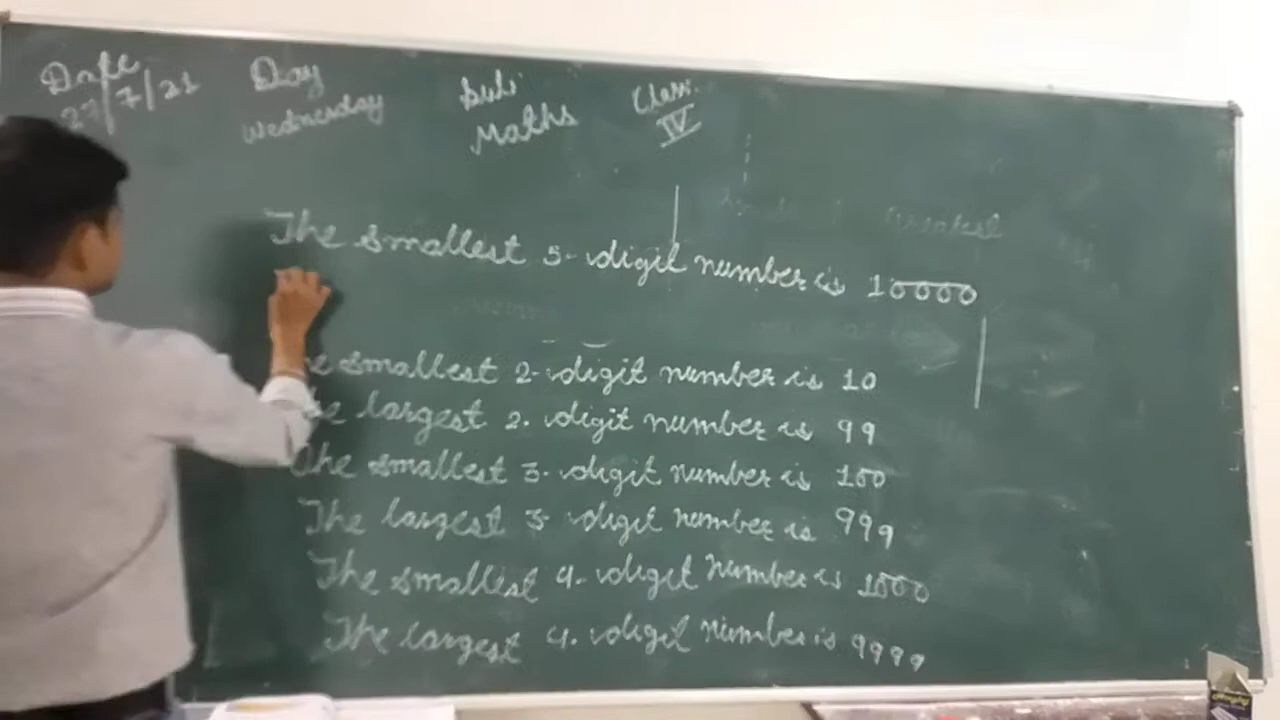 Date Day Sub: Class:
27/7/21 Wednesday Maths IV
Greatest
The smallest 5-digit number is 10000
he smallest 2-digit number is 10
he largest 2. digit number is 99
The smallest 3. digit number is 100
The largest 3 digit number is 999
The smallest 4-digit number is 1000
The largest 4. digit number is 9999